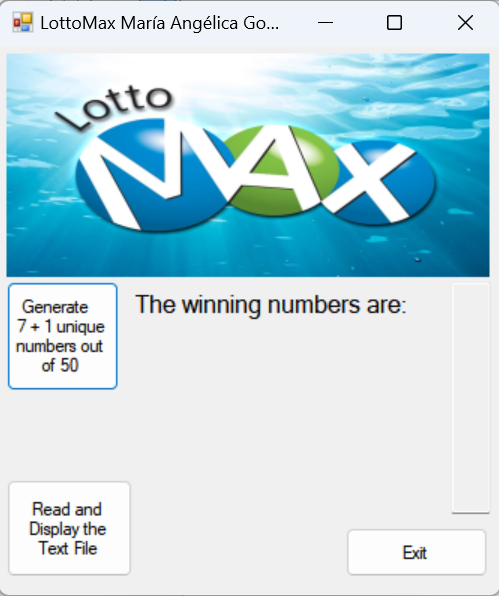 LottoMax María Angélica Go...
Lotto
MAX
Generate
7 + 1 unique
numbers out
of 50
The winning numbers are:
Read and
Display the
Text File
Exit